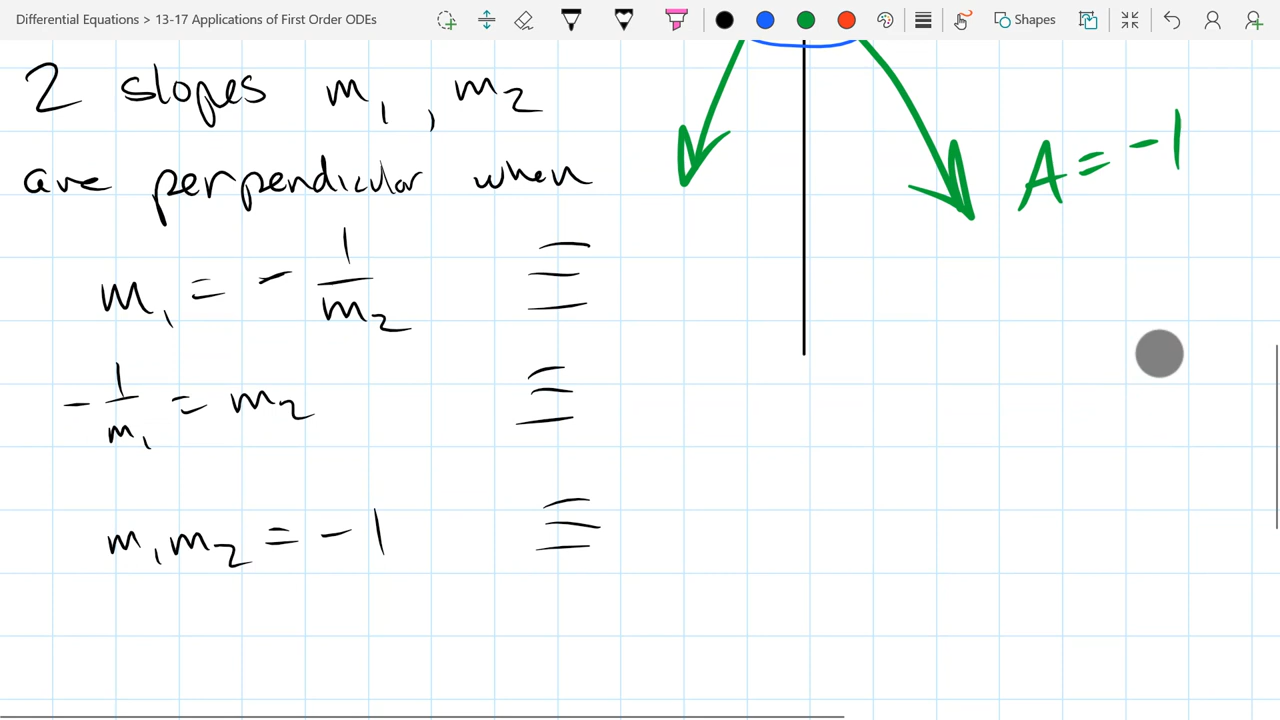 Differential Equations > 13-17 Applications of First Order ODEs
Shapes
2 slopes m₁, m₂
are perpendicular when
m₁ = - 1/m₂ ≡
- 1/m₁ = m₂ ≡
m₁m₂ = -1 ≡
A = -1